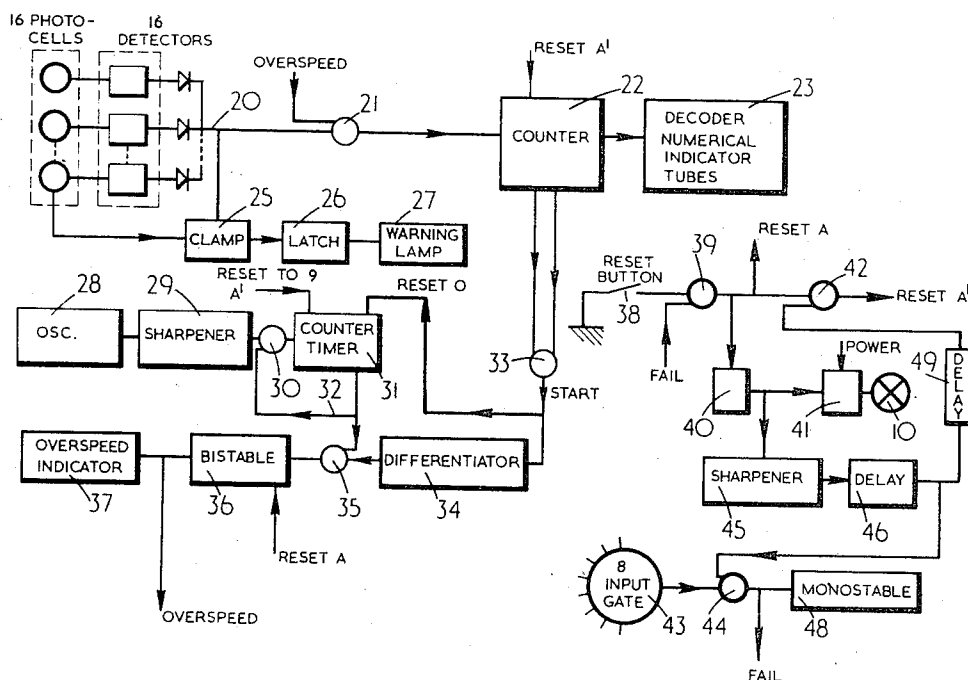 16 PHOTO-
CELLS
16
DETECTORS
20
OVERSPEED
21
RESET A'
22
COUNTER
23
DECODER
NUMERICAL
INDICATOR
TUBES
25
CLAMP
26
LATCH
27
WARNING
LAMP
RESET TO 9
A'
RESET O
28
OSC.
29
SHARPENER
30
COUNTER
TIMER
31
32
33
START
OVERSPEED
INDICATOR
37
BISTABLE
36
35
DIFFERENTIATOR
34
RESET A
OVERSPEED
RESET
BUTTON
38
39
RESET A
42
RESET A'
FAIL
40
POWER
41
10
DELAY
49
SHARPENER
45
DELAY
46
8
INPUT
GATE
43
44
MONOSTABLE
48
FAIL